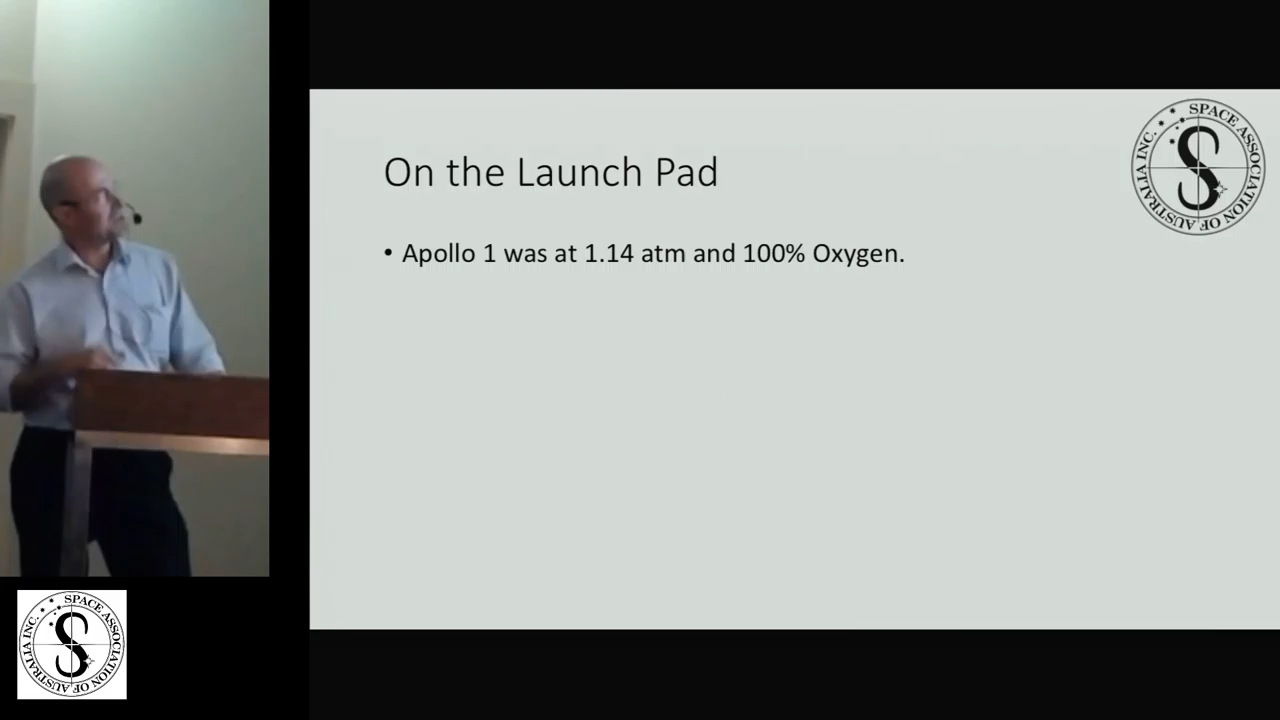 On the Launch Pad
• Apollo 1 was at 1.14 atm and 100% Oxygen.
SPACE ASSOCIATION OF AUSTRALIA INC.
S
SPACE ASSOCIATION OF AUSTRALIA INC.
S